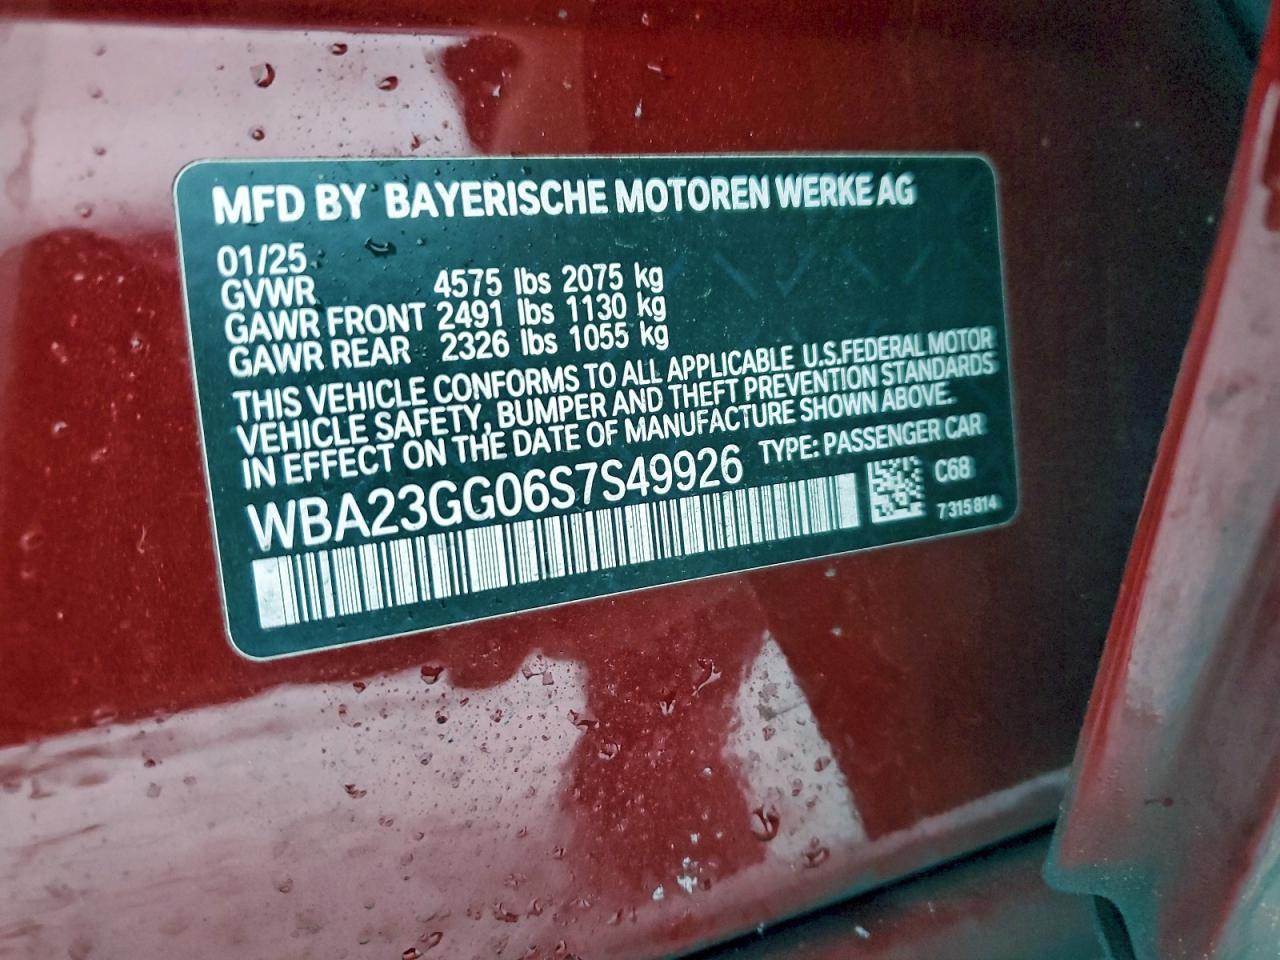 MFD BY BAYERISCHE MOTOREN WERKE AG
01/25
GVWR 4575 lbs 2075 kg
GAWR FRONT 2491 lbs 1130 kg
GAWR REAR 2326 lbs 1055 kg
THIS VEHICLE CONFORMS TO ALL APPLICABLE U.S.FEDERAL MOTOR
VEHICLE SAFETY, BUMPER AND THEFT PREVENTION STANDARDS
IN EFFECT ON THE DATE OF MANUFACTURE SHOWN ABOVE.
WBA23GG06S7S49926 TYPE: PASSENGER CAR
C68
7 315 814